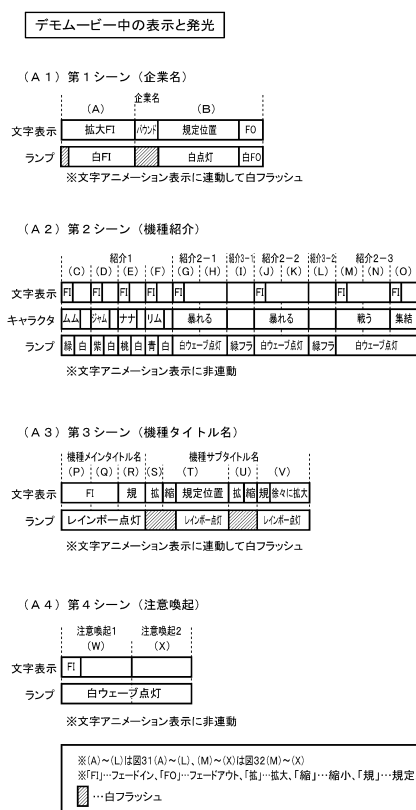 デモムービー中の表示と発光
(A1)第1シーン(企業名)
企業名
(A) (B)
文字表示 拡大FI バウンド 規定位置 FO
ランプ 白FI 白点灯 白FO
※文字アニメーション表示に連動して白フラッシュ
(A2)第2シーン(機種紹介)
紹介1 紹介2-1 紹介3-1 紹介2-2 紹介3-2 紹介2-3
(C) (D) (E) (F) (G) (H) (I) (J) (K) (L) (M) (N) (O)
文字表示 FI FI FI FI FI FI FI FI
キャラクタ ムム ジャム ナナ リム 暴れる 暴れる 戦う 集結
ランプ 緑 白 紫 白 桃 白 青 白 白ウェーブ点灯 緑フラ 白ウェーブ点灯 緑フラ 白ウェーブ点灯
※文字アニメーション表示に非連動
(A3)第3シーン(機種タイトル名)
機種メインタイトル名 機種サブタイトル名
(P) (Q) (R) (S) (T) (U) (V)
文字表示 FI 規 拡 縮 規定位置 拡 縮 規 徐々に拡大
ランプ レインボー点灯 レインボー点灯 レインボー点灯
※文字アニメーション表示に連動して白フラッシュ
(A4)第4シーン(注意喚起)
注意喚起1 注意喚起2
(W) (X)
文字表示 FI
ランプ 白ウェーブ点灯
※文字アニメーション表示に非連動
※(A)~(L)は図31(A)~(L)、(M)~(X)は図32(M)~(X)
※「FI」…フェードイン、「FO」…フェードアウト、「拡」…拡大、「縮」…縮小、「規」…規定
…白フラッシュ